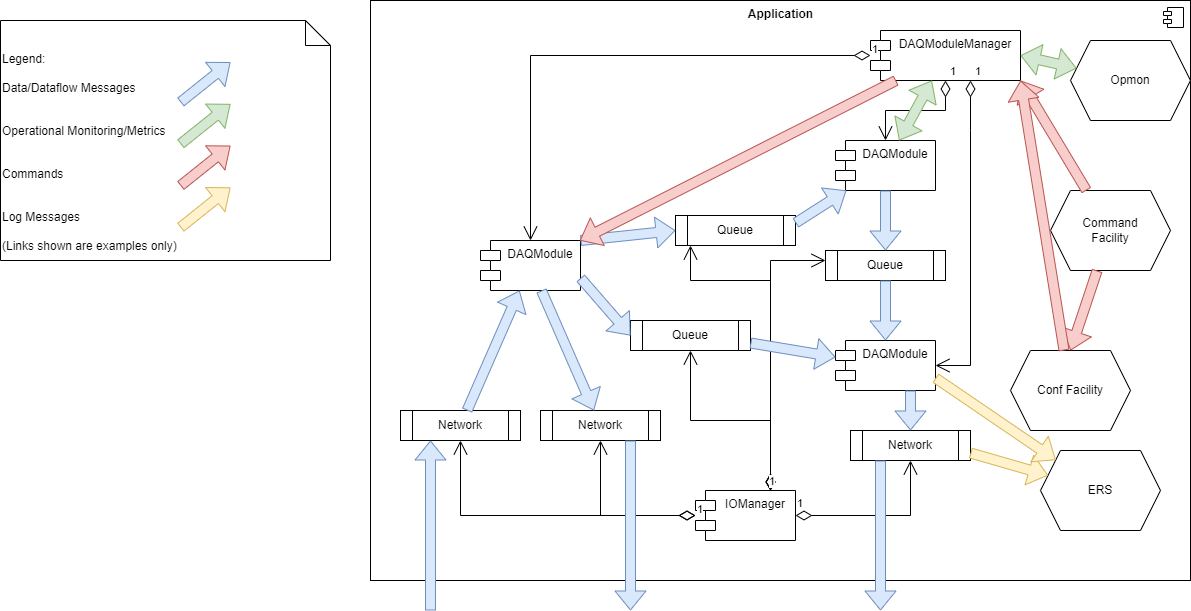 Application
Legend:
Data/Dataflow Messages
Operational Monitoring/Metrics
Commands
Log Messages
(Links shown are examples only)
1
DAQModuleManager
1
1
Opmon
DAQModule
Command
Facility
Queue
DAQModule
Queue
Queue
DAQModule
Conf Facility
Network
Network
Network
ERS
1
IOManager
1
1